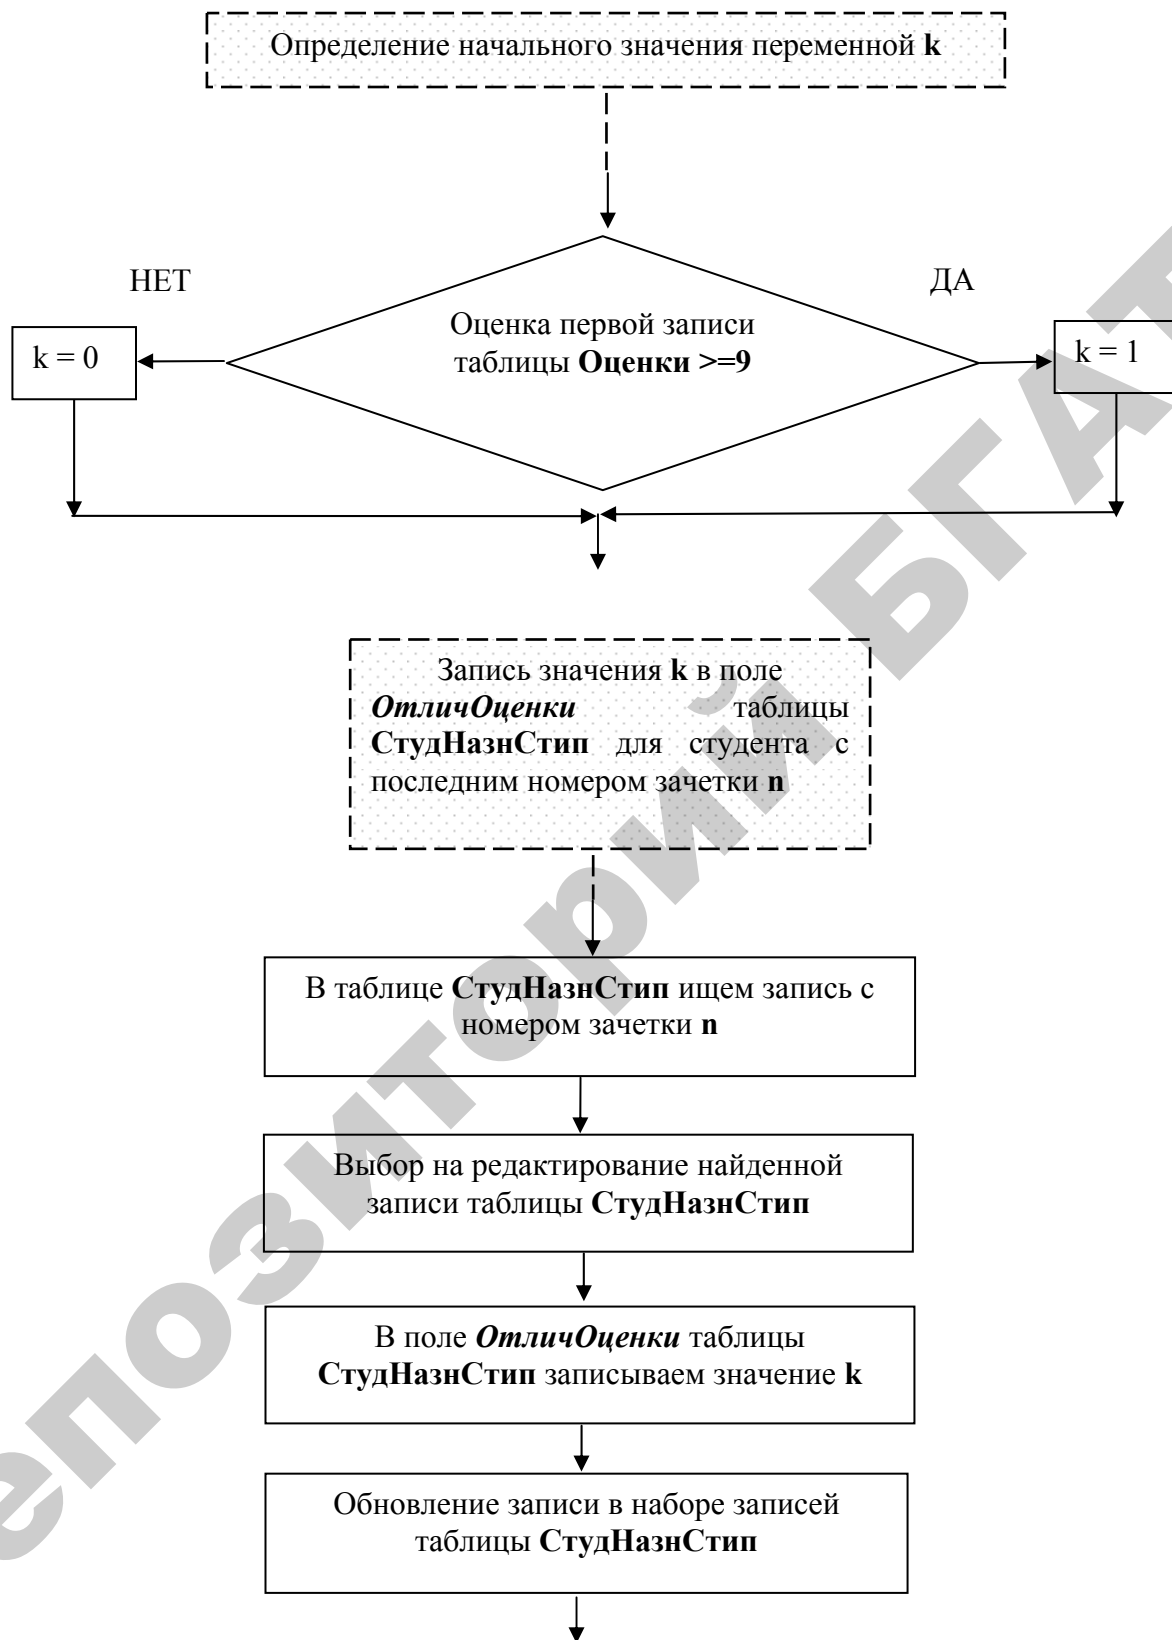 Определение начального значения переменной k
НЕТ
ДА
Оценка первой записи
таблицы Оценки >=9
k = 0
k = 1
Запись значения k в поле
ОтличОценки таблицы
СтудНазнСтип для студента с
последним номером зачетки n
В таблице СтудНазнСтип ищем запись с
номером зачетки n
Выбор на редактирование найденной
записи таблицы СтудНазнСтип
В поле ОтличОценки таблицы
СтудНазнСтип записываем значение k
Обновление записи в наборе записей
таблицы СтудНазнСтип
епозиторий БГАТ